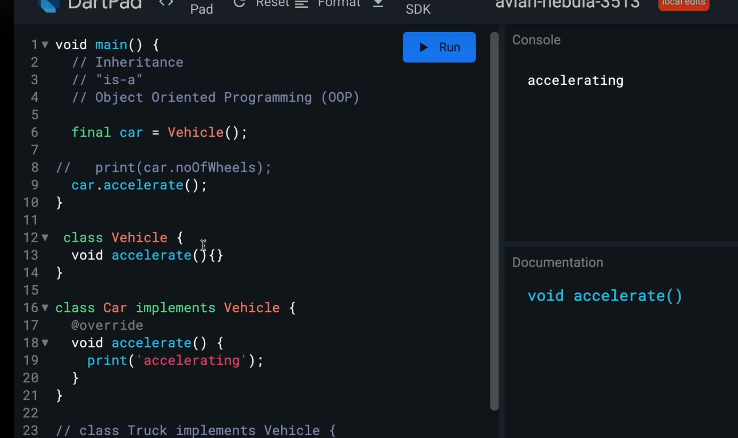 DartPad <> Pad Reset Format SDK avian-nebula-3513 local edits
Run
1 void main() {
2 // Inheritance
3 // "is-a"
4 // Object Oriented Programming (OOP)
5
6 final car = Vehicle();
7
8 // print(car.noOfWheels);
9 car.accelerate();
10 }
11
12 class Vehicle {
13 void accelerate(){}
14 }
15
16 class Car implements Vehicle {
17 @override
18 void accelerate() {
19 print('accelerating');
20 }
21 }
22
23 // class Truck implements Vehicle {
Console
accelerating
Documentation
void accelerate()